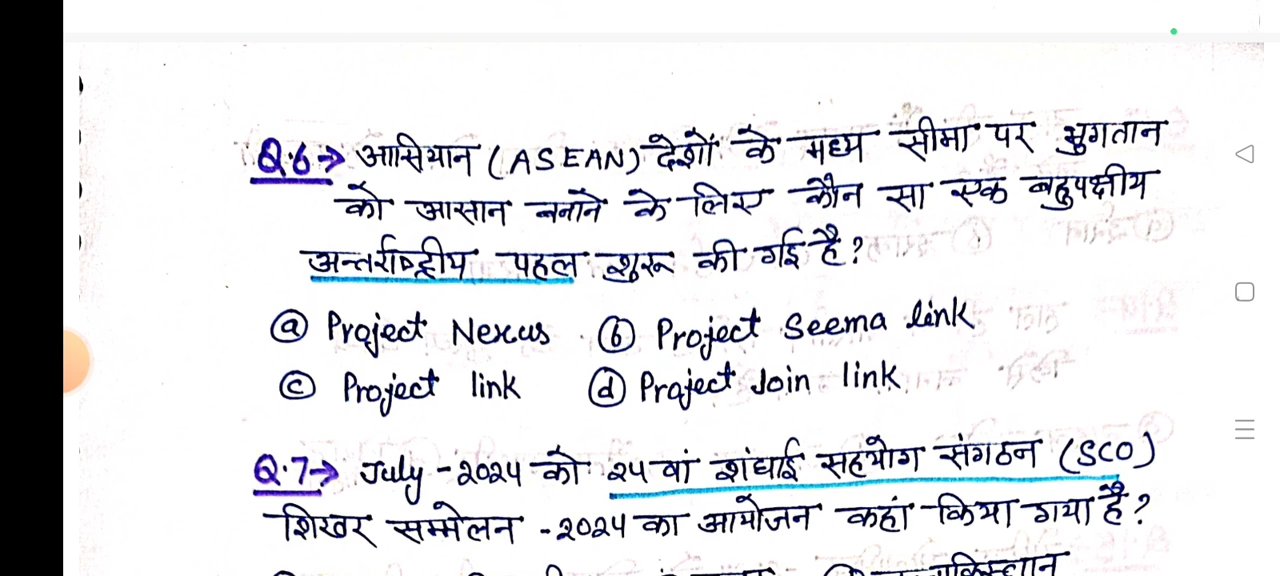 Q.6→ आसियान (ASEAN) देशों के मध्य सीमा पर भुगतान
को आसान बनाने के लिए कौन सा एक बहुपक्षीय
अन्तर्राष्ट्रीय पहल शुरू की गई है?
ⓐ Project Nexus ⓑ Project Seema link
ⓒ Project link ⓓ Project Join link
Q.7→ July-2024 को 24वां शंघाई सहयोग संगठन (SCO)
शिखर सम्मेलन -2024 का आयोजन कहां किया गया है?